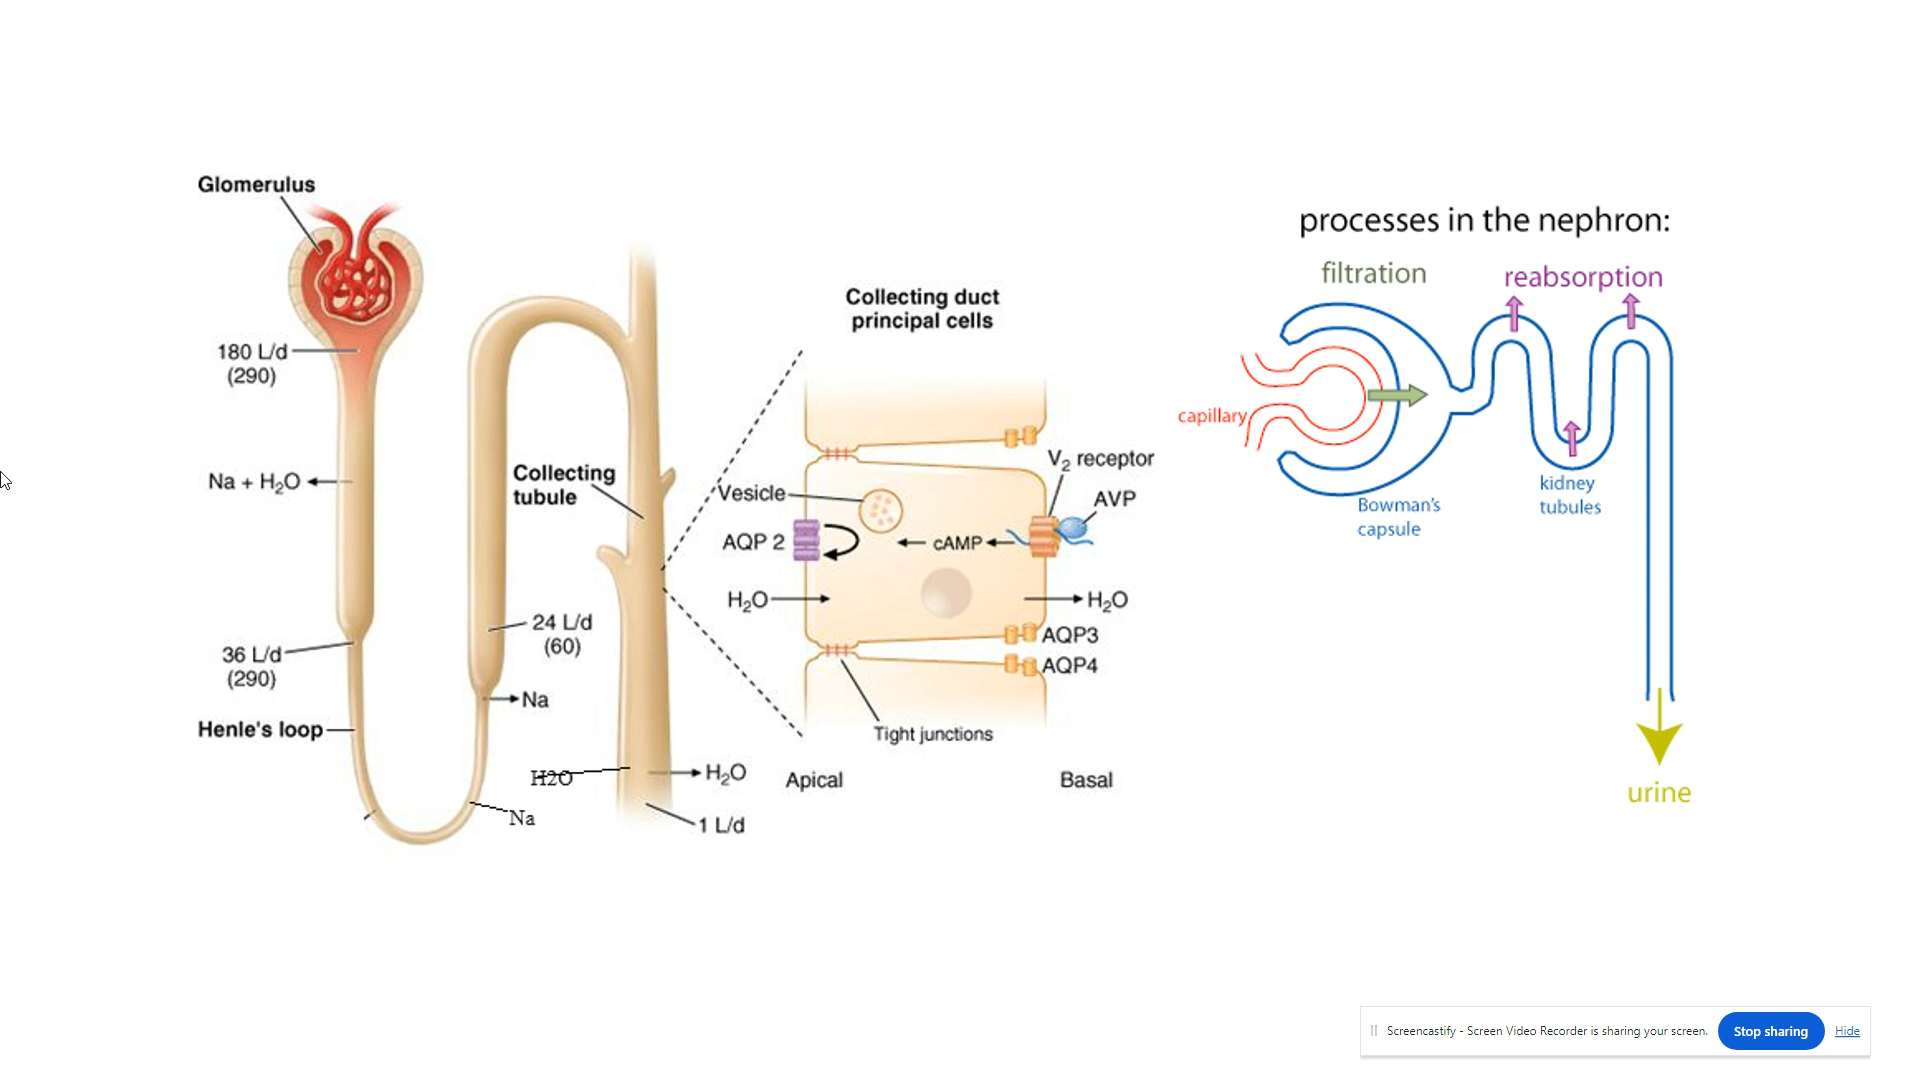 Glomerulus
180 L/d
(290)
Na + H₂O
36 L/d
(290)
Henle's loop
Collecting
tubule
24 L/d
(60)
Na
H2O
Na
H₂O
1 L/d
Collecting duct
principal cells
Vesicle
AQP 2
H₂O
cAMP
V₂ receptor
AVP
H₂O
AQP3
AQP4
Tight junctions
Apical
Basal
processes in the nephron:
filtration
reabsorption
capillary
Bowman's
capsule
kidney
tubules
urine
Screencastify - Screen Video Recorder is sharing your screen.
Stop sharing
Hide